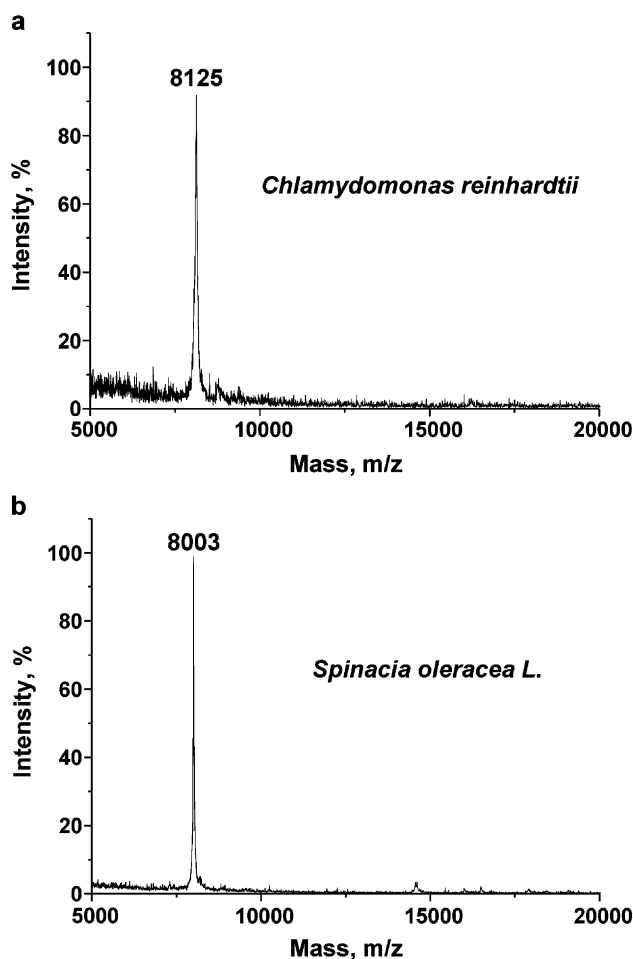 a
8125
Chlamydomonas reinhardtii
Intensity, %
100
80
60
40
20
0
5000 10000 15000 20000
Mass, m/z
b
8003
Spinacia oleracea L.
Intensity, %
100
80
60
40
20
0
5000 10000 15000 20000
Mass, m/z